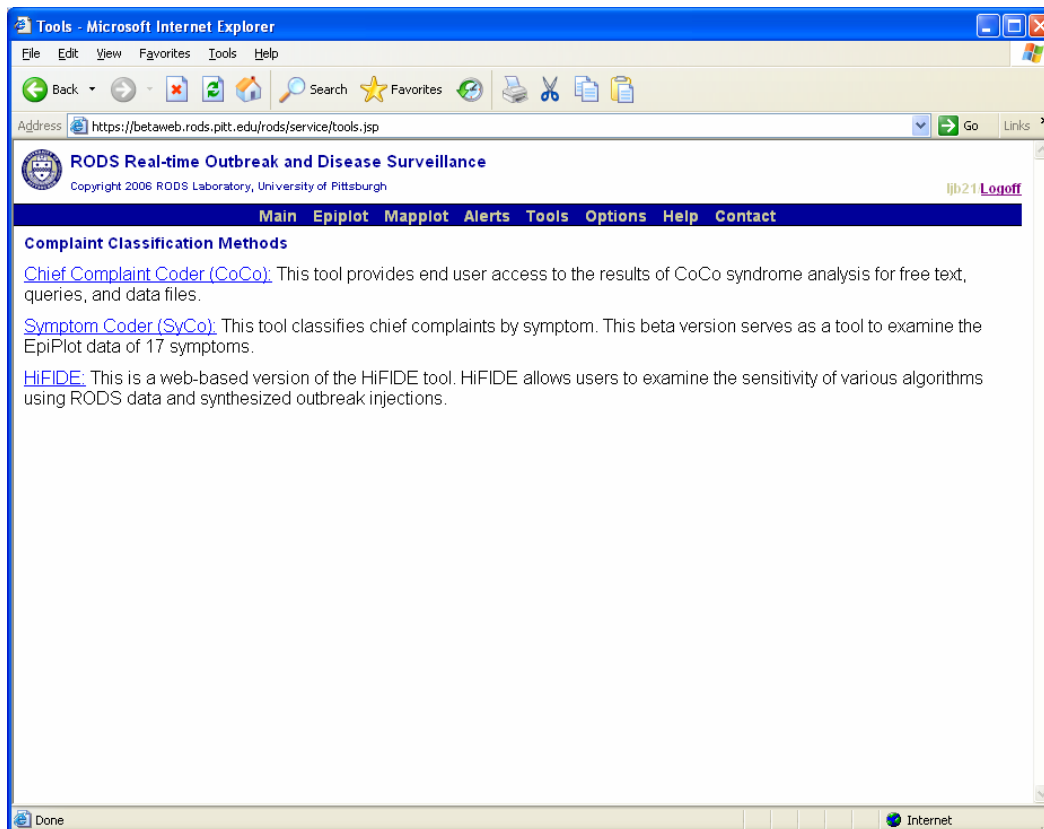 Tools - Microsoft Internet Explorer
File Edit View Favorites Tools Help
Back Search Favorites
Address https://betaweb.rods.pitt.edu/rods/service/tools.jsp Go Links
RODS Real-time Outbreak and Disease Surveillance
Copyright 2006 RODS Laboratory, University of Pittsburgh
ljb21/Logoff
Main Epiplot Mapplot Alerts Tools Options Help Contact
Complaint Classification Methods
Chief Complaint Coder (CoCo): This tool provides end user access to the results of CoCo syndrome analysis for free text,
queries, and data files.
Symptom Coder (SyCo): This tool classifies chief complaints by symptom. This beta version serves as a tool to examine the
EpiPlot data of 17 symptoms.
HiFIDE: This is a web-based version of the HiFIDE tool. HiFIDE allows users to examine the sensitivity of various algorithms
using RODS data and synthesized outbreak injections.
Done Internet